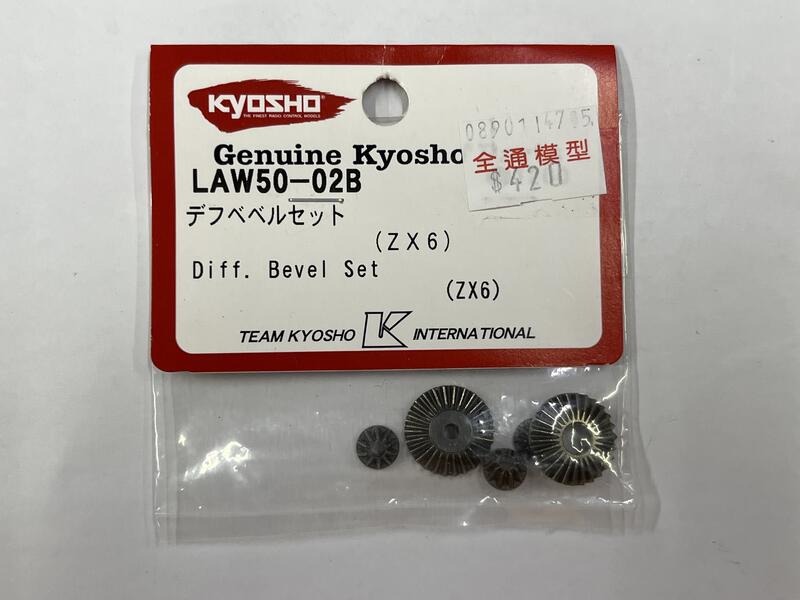 KYOSHO
THE FINEST RADIO CONTROL MODELS
Genuine Kyosho
0890114705
全通模型
$420
LAW50-02B
デフベベルセット
(ZX6)
Diff. Bevel Set
(ZX6)
TEAM KYOSHO K INTERNATIONAL